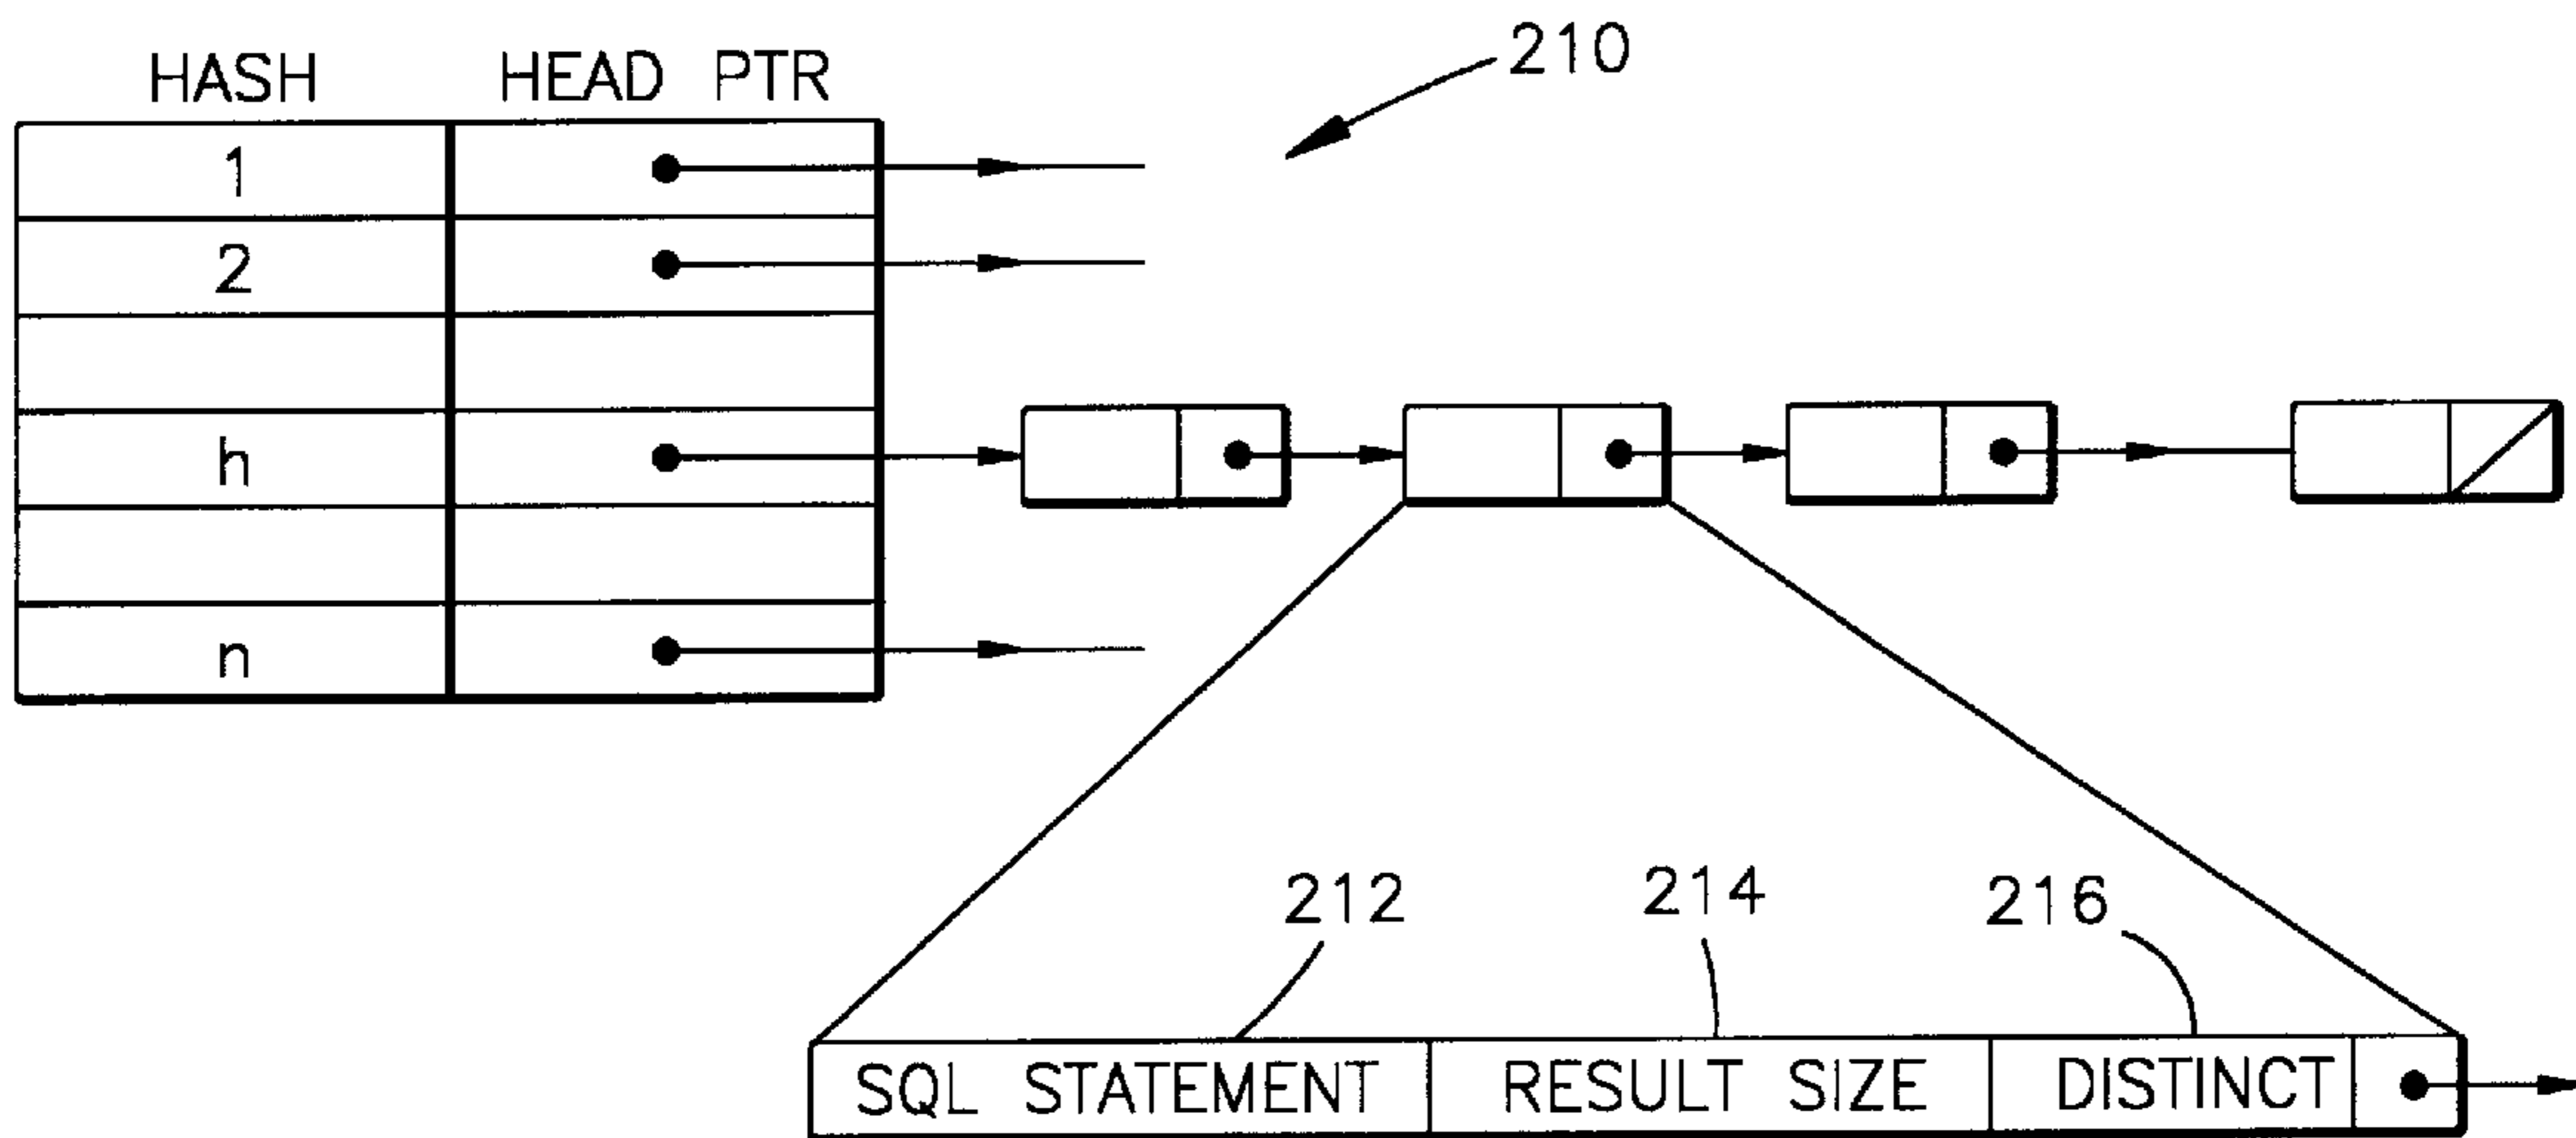 210
HASH HEAD PTR
1
2
h
n
212 214 216
SQL STATEMENT RESULT SIZE DISTINCT